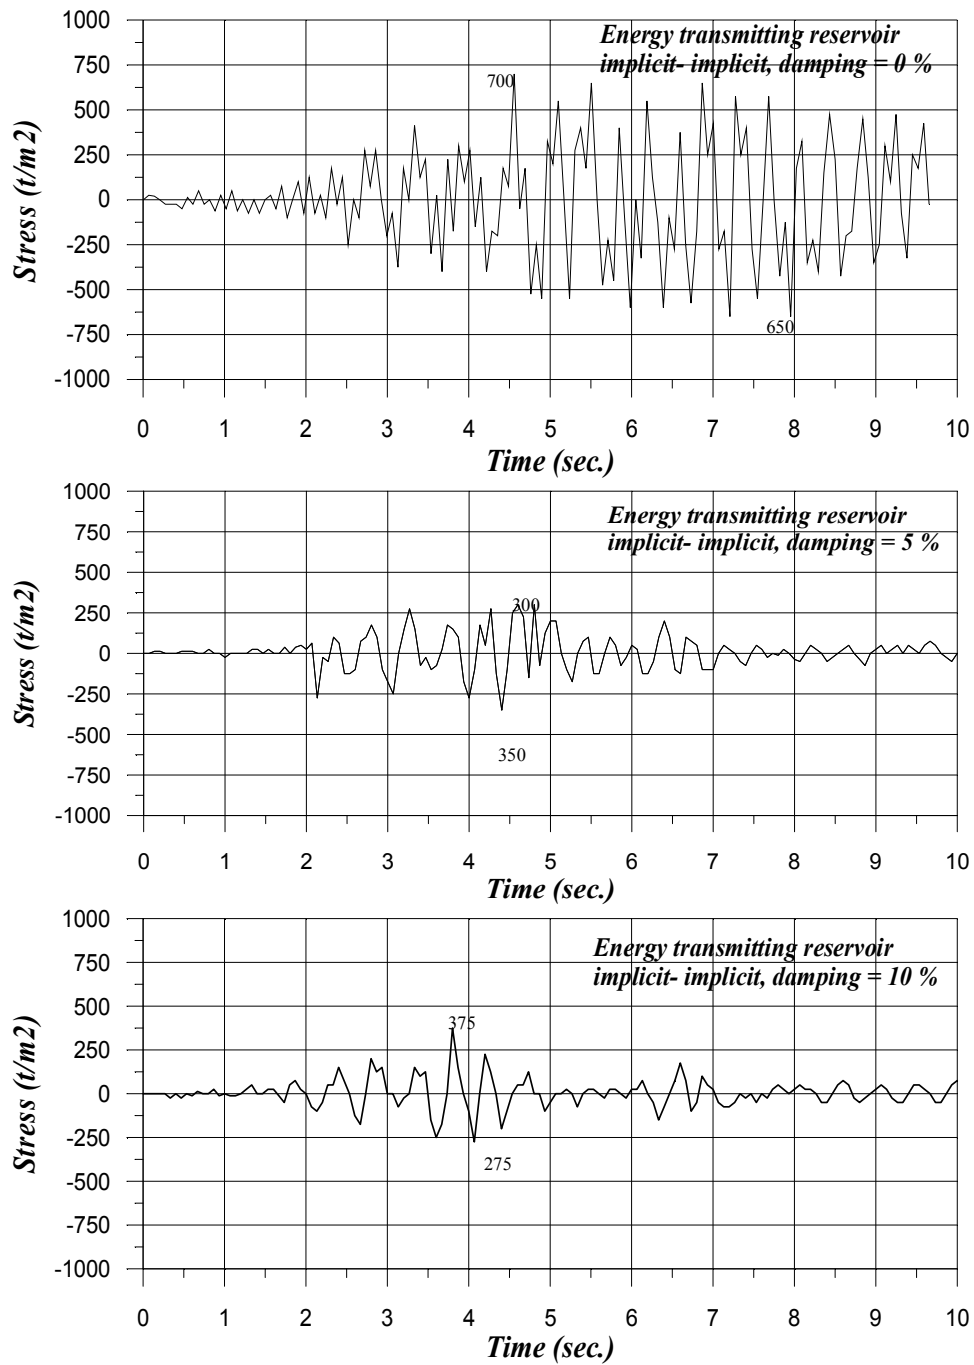 1000
Energy transmitting reservoir
implicit- implicit, damping = 0 %
750
700
500
250
0
-250
-500
650
-750
-1000
Stress (t/m2)
0 1 2 3 4 5 6 7 8 9 10
Time (sec.)
1000
Energy transmitting reservoir
implicit- implicit, damping = 5 %
750
500
250
300
0
-250
-500
350
-750
-1000
Stress (t/m2)
0 1 2 3 4 5 6 7 8 9 10
Time (sec.)
1000
Energy transmitting reservoir
implicit- implicit, damping = 10 %
750
500
375
250
0
-250
275
-500
-750
-1000
Stress (t/m2)
0 1 2 3 4 5 6 7 8 9 10
Time (sec.)